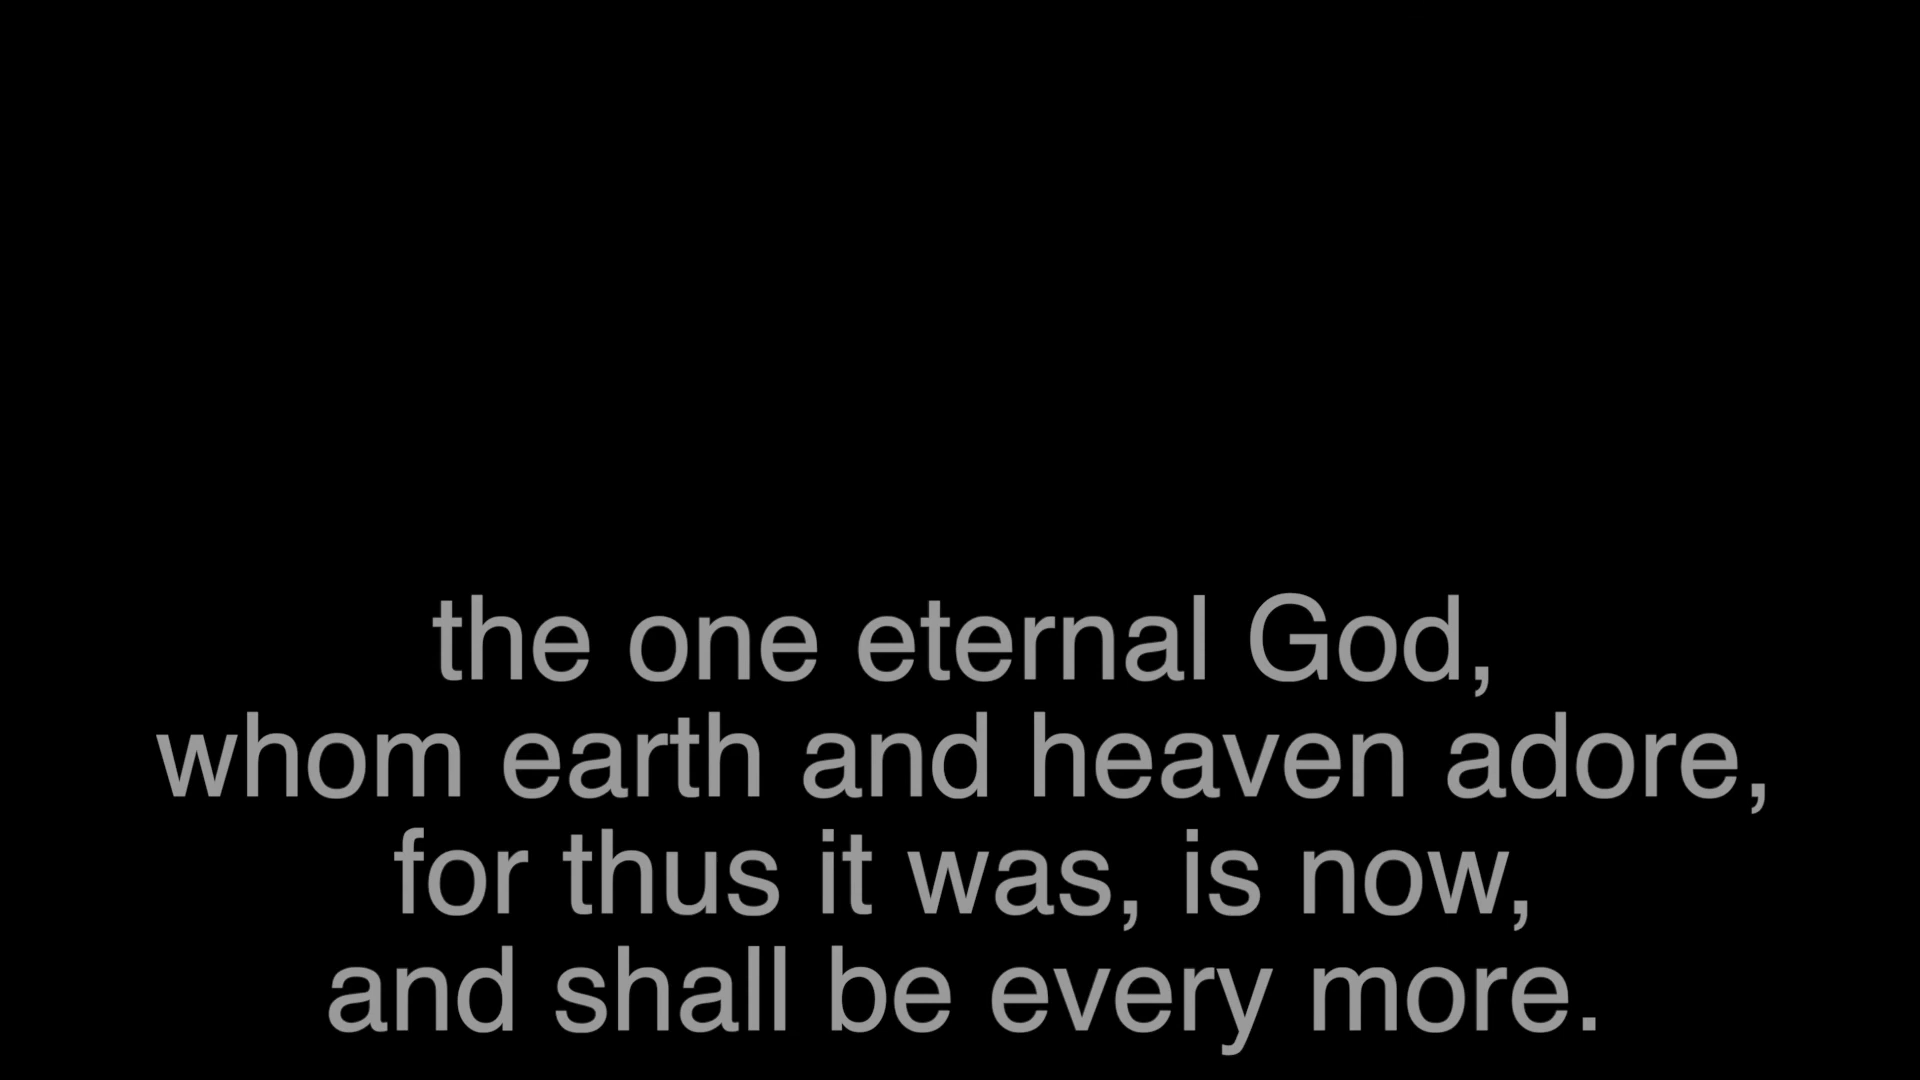 the one eternal God,
whom earth and heaven adore,
for thus it was, is now,
and shall be every more.